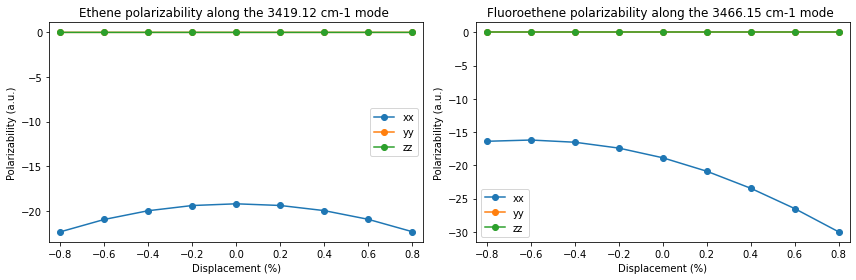 Ethene polarizability along the 3419.12 cm-1 mode
0
−5
−10
−15
−20
Polarizability (a.u.)
xx
yy
zz
−0.8 −0.6 −0.4 −0.2 0.0 0.2 0.4 0.6 0.8
Displacement (%)
Fluoroethene polarizability along the 3466.15 cm-1 mode
0
−5
−10
−15
−20
−25
−30
Polarizability (a.u.)
xx
yy
zz
−0.8 −0.6 −0.4 −0.2 0.0 0.2 0.4 0.6 0.8
Displacement (%)